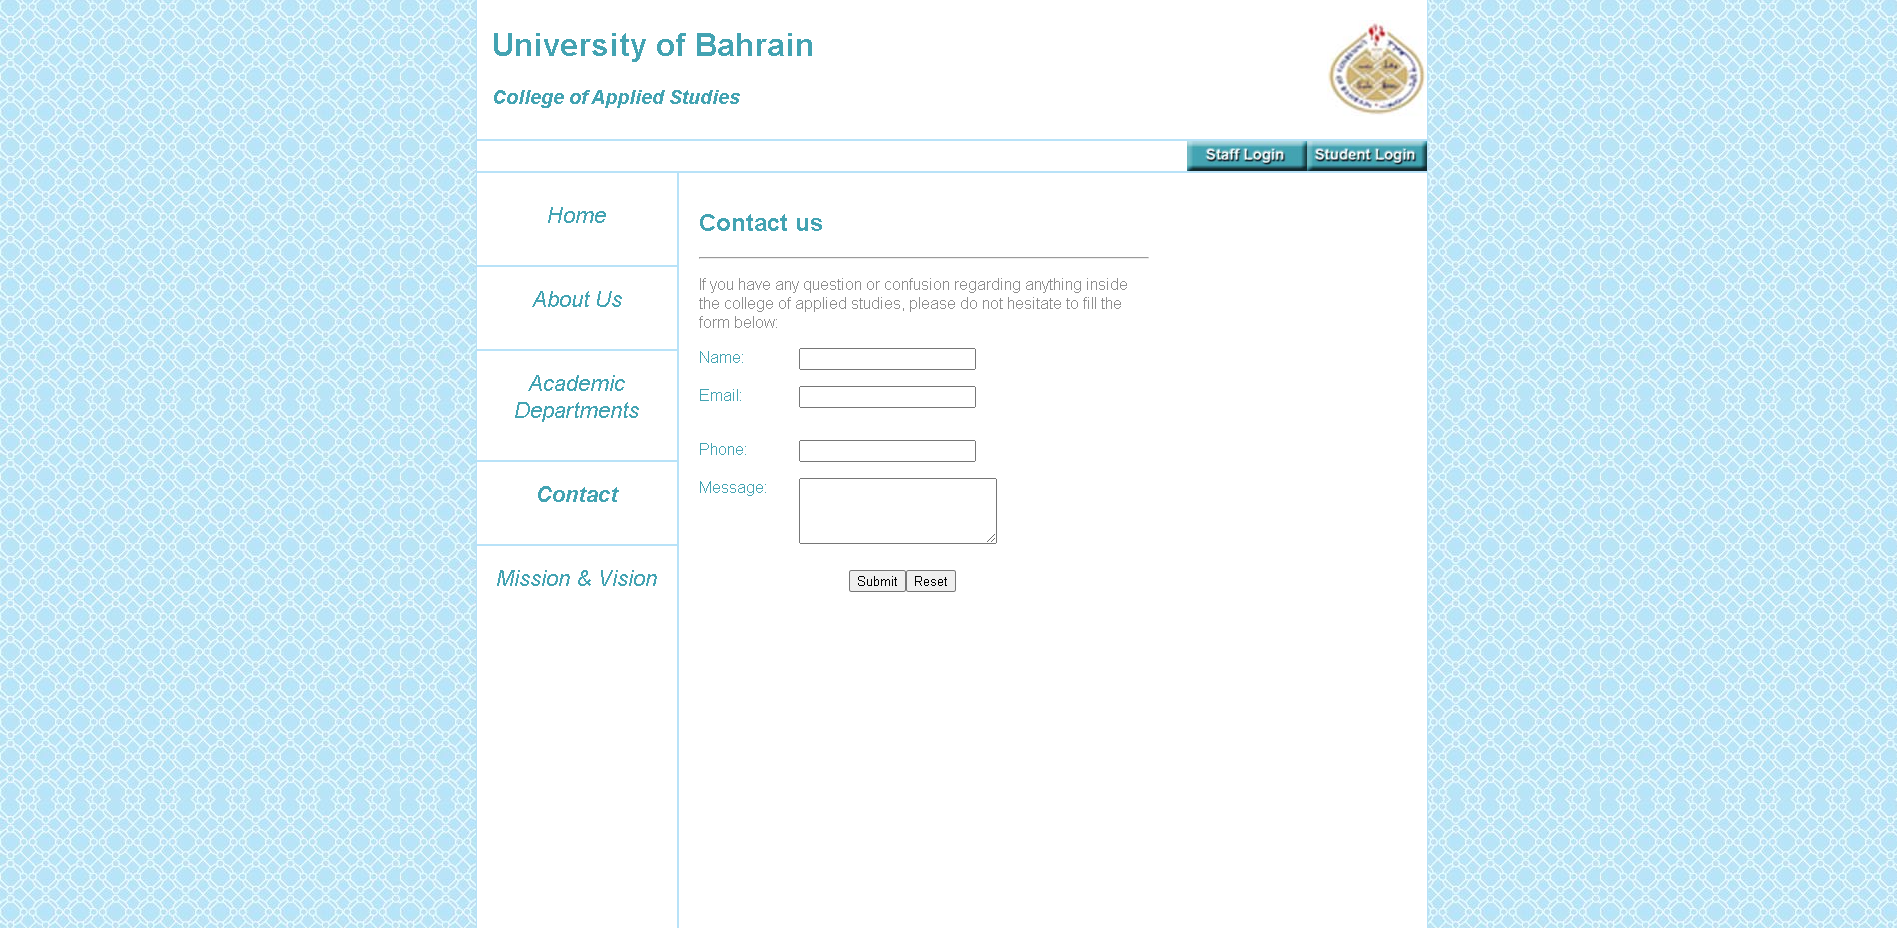 University of Bahrain
College of Applied Studies
Staff Login
Student Login
Home
About Us
Academic
Departments
Contact
Mission & Vision
Contact us
If you have any question or confusion regarding anything inside
the college of applied studies, please do not hesitate to fill the
form below:
Name:
Email:
Phone:
Message:
Submit
Reset